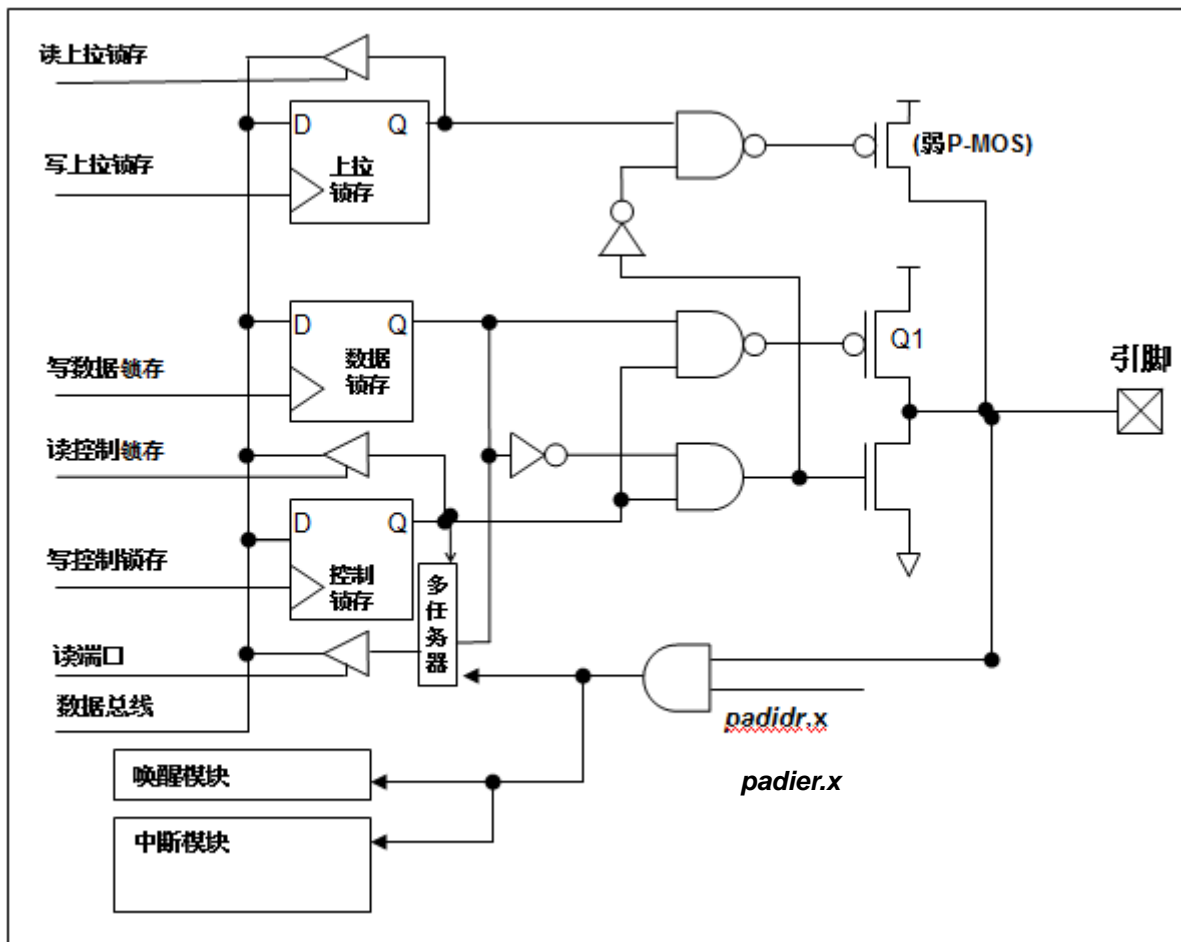 读上拉锁存
D Q
(弱P-MOS)
写上拉锁存
上拉
锁存
D Q
Q1
数据
锁存
写数据锁存
引脚
读控制锁存
D Q
写控制锁存
控制
锁存
多
任
务
器
读端口
数据总线
padidr.x
唤醒模块
padier.x
中断模块